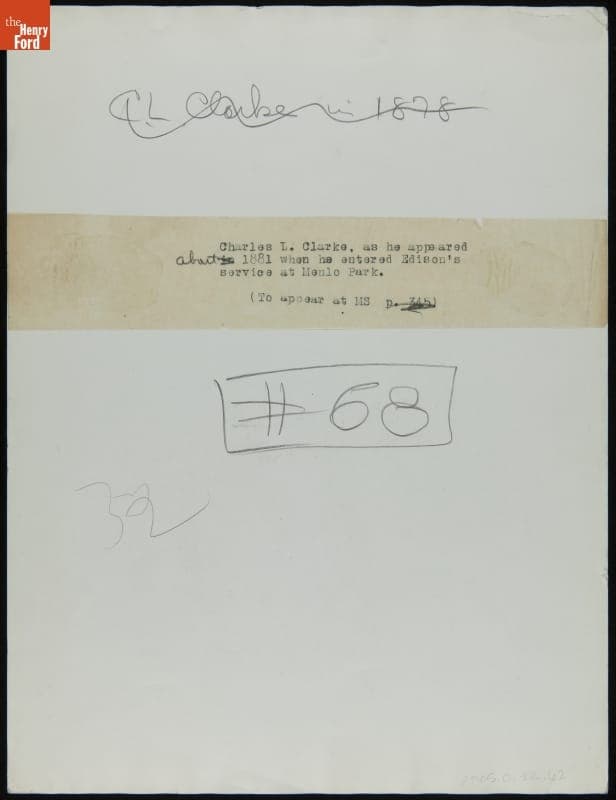 the
Henry
Ford
C L Clarke in 1878
Charles L. Clarke, as he appeared
about in 1881 when he entered Edison's
service at Menlo Park.
(To appear at MS p. 345)
# 68
32